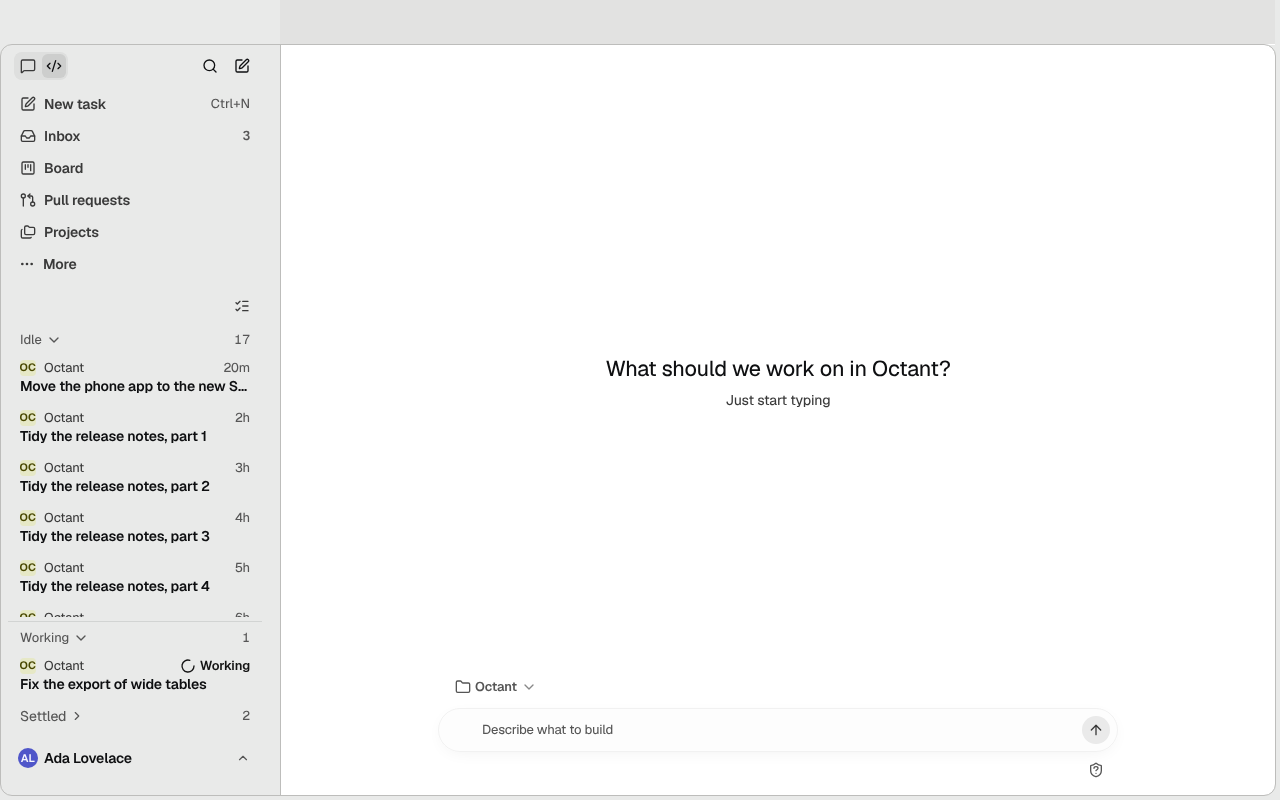 New task Ctrl+N
Inbox 3
Board
Pull requests
Projects
More
Idle 17
OC Octant 20m
Move the phone app to the new S...
OC Octant 2h
Tidy the release notes, part 1
OC Octant 3h
Tidy the release notes, part 2
OC Octant 4h
Tidy the release notes, part 3
OC Octant 5h
Tidy the release notes, part 4
OC Octant 6h
Working 1
OC Octant Working
Fix the export of wide tables
Settled 2
AL Ada Lovelace
What should we work on in Octant?
Just start typing
Octant
Describe what to build